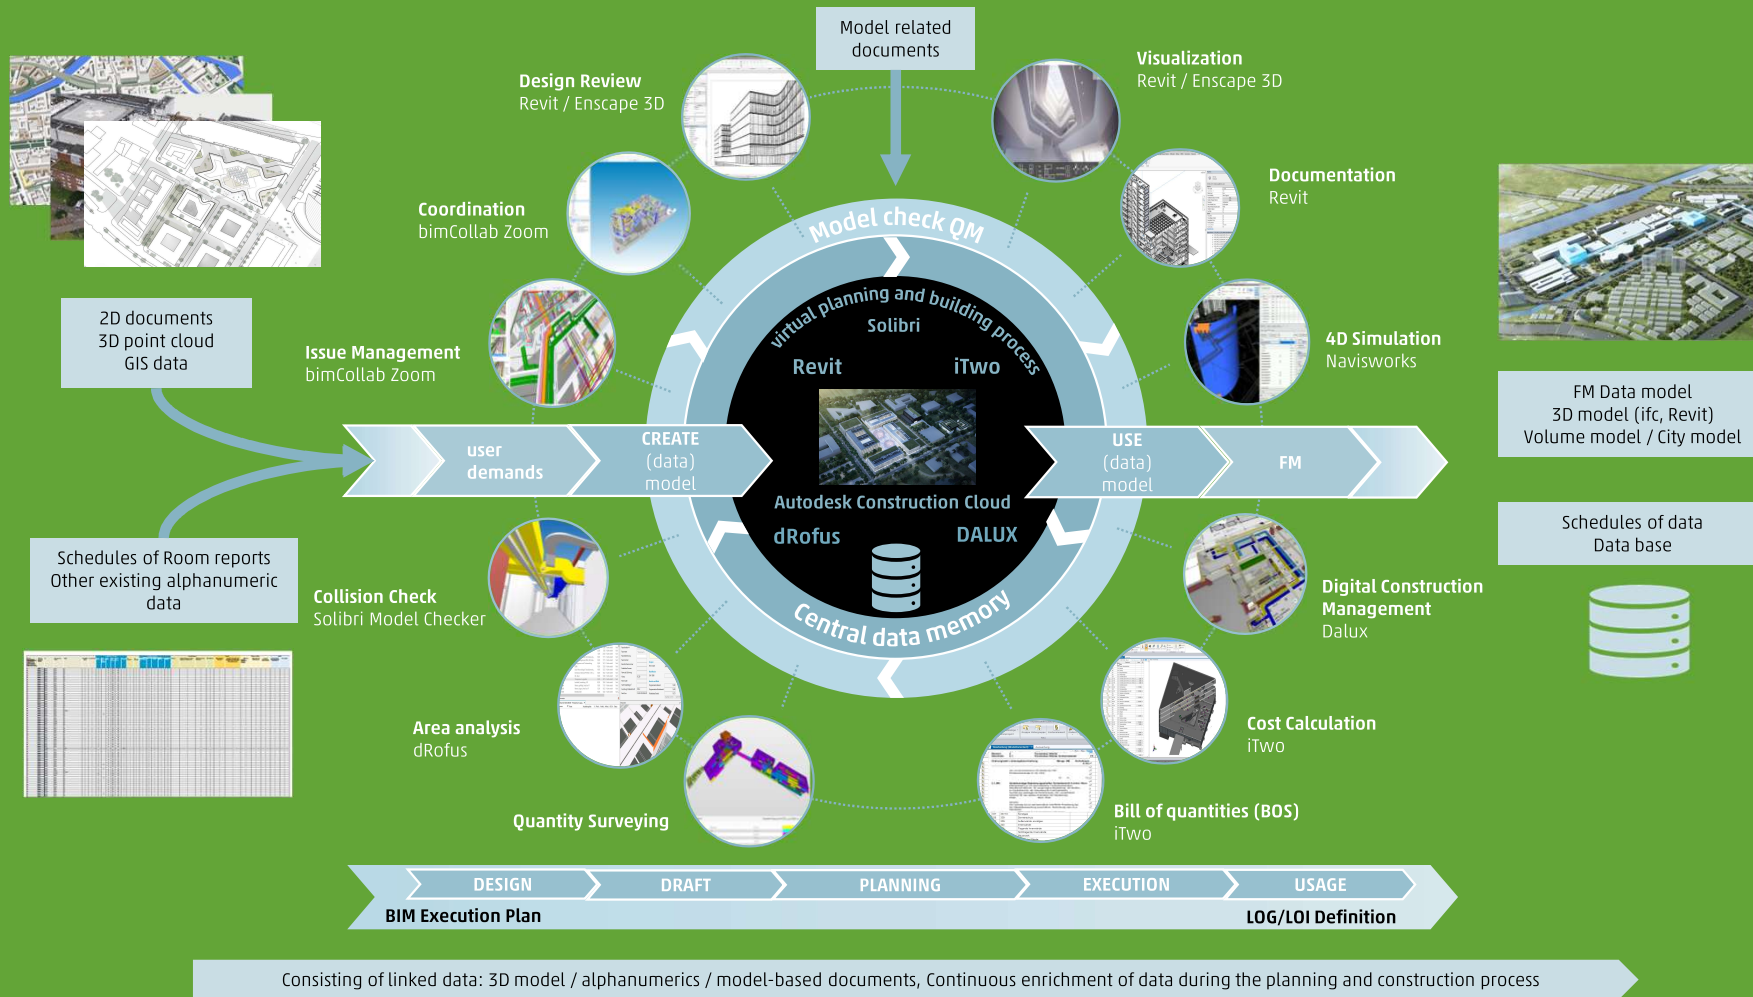 Model related
documents
Design Review
Revit / Enscape 3D
Visualization
Revit / Enscape 3D
Coordination
bimCollab Zoom
Documentation
Revit
Issue Management
bimCollab Zoom
4D Simulation
Navisworks
2D documents
3D point cloud
GIS data
Model check QM
virtual planning and building process
Solibri
Revit
iTwo
Autodesk Construction Cloud
dRofus
DALUX
Central data memory
user
demands
CREATE
(data)
model
USE
(data)
model
FM
FM Data model
3D model (ifc, Revit)
Volume model / City model
Schedules of data
Data base
Schedules of Room reports
Other existing alphanumeric
data
Collision Check
Solibri Model Checker
Digital Construction
Management
Dalux
Area analysis
dRofus
Cost Calculation
iTwo
Quantity Surveying
Bill of quantities (BOS)
iTwo
DESIGN
DRAFT
PLANNING
EXECUTION
USAGE
BIM Execution Plan
LOG/LOI Definition
Consisting of linked data: 3D model / alphanumerics / model-based documents, Continuous enrichment of data during the planning and construction process